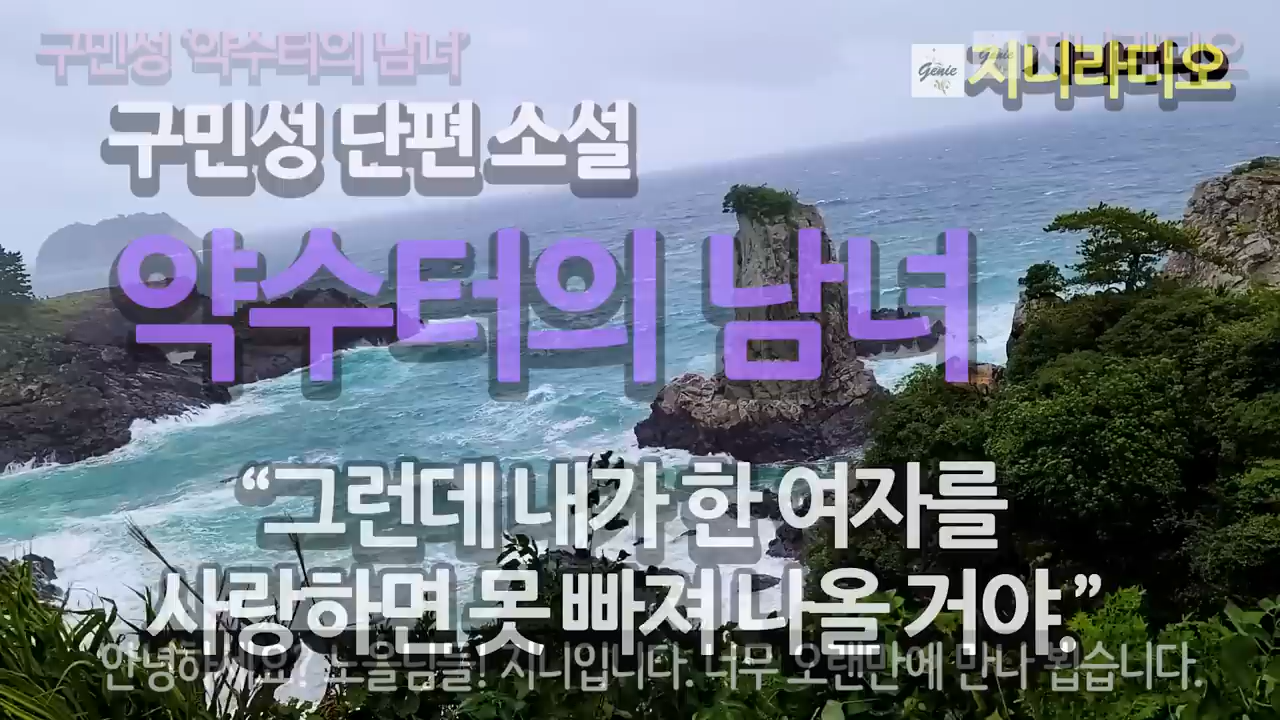 구민성 '약수터의 남녀'
Genie 지니라디오
구민성 단편 소설
약수터의 남녀
“그런데 내가 한 여자를
사랑하면 못 빠져 나올 거야.”
안녕하세요! 노을님들! 지니입니다. 너무 오랜만에 만나 뵙습니다.